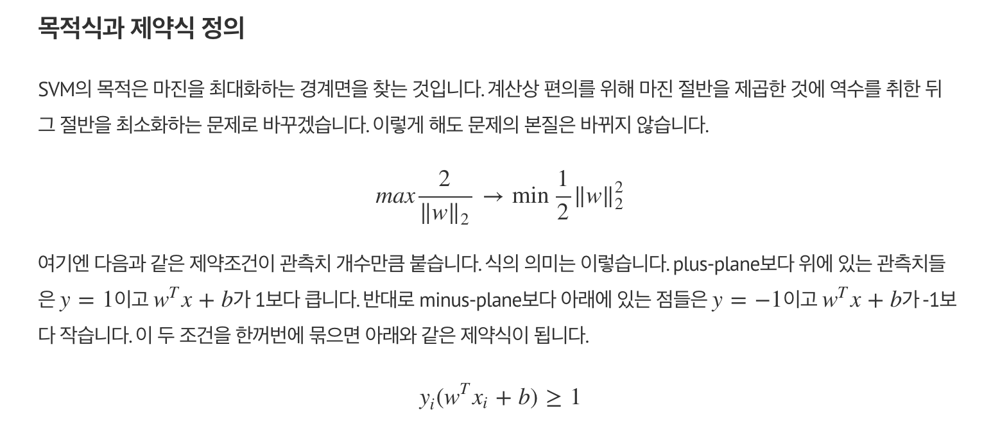 목적식과 제약식 정의
SVM의 목적은 마진을 최대화하는 경계면을 찾는 것입니다. 계산상 편의를 위해 마진 절반을 제곱한 것에 역수를 취한 뒤
그 절반을 최소화하는 문제로 바꾸겠습니다. 이렇게 해도 문제의 본질은 바뀌지 않습니다.
max 2/‖w‖₂ → min 1/2 ‖w‖₂²
여기엔 다음과 같은 제약조건이 관측치 개수만큼 붙습니다. 식의 의미는 이렇습니다. plus-plane보다 위에 있는 관측치들
은 y = 1이고 wᵀx + b가 1보다 큽니다. 반대로 minus-plane보다 아래에 있는 점들은 y = −1이고 wᵀx + b가 -1보
다 작습니다. 이 두 조건을 한꺼번에 묶으면 아래와 같은 제약식이 됩니다.
yᵢ(wᵀxᵢ + b) ≥ 1